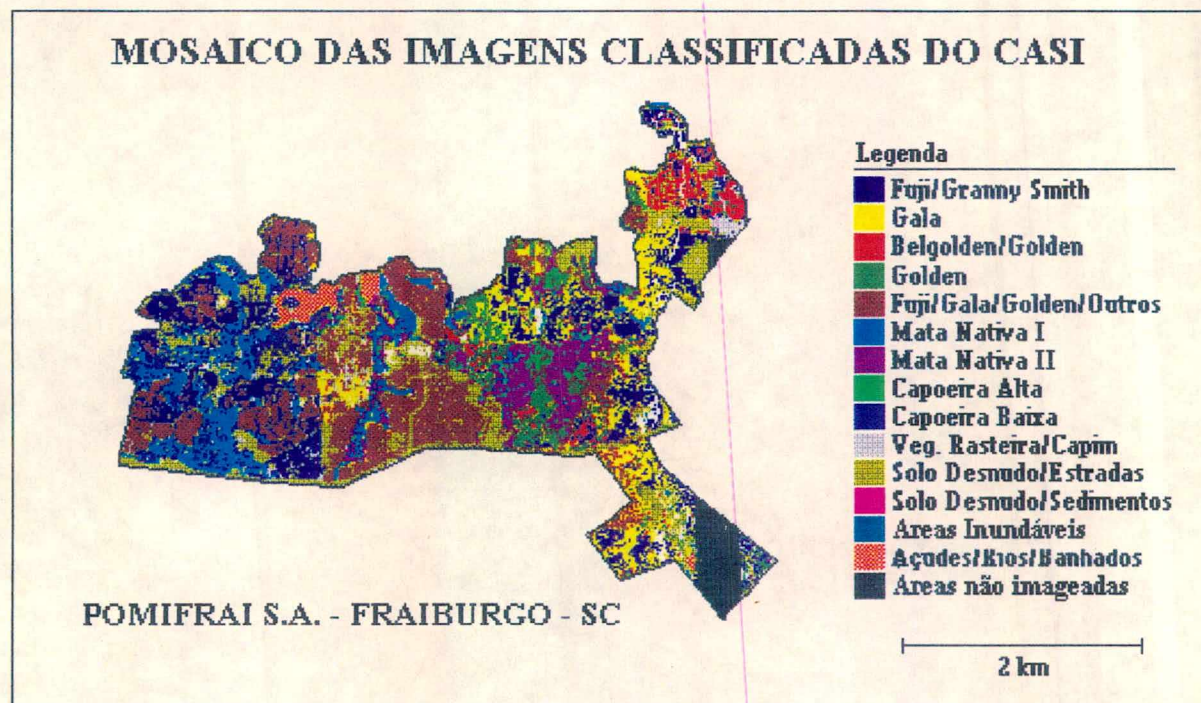 MOSAICO DAS IMAGENS CLASSIFICADAS DO CASI
Legenda
Fuji/Granny Smith
Gala
Belgolden/Golden
Golden
Fuji/Gala/Golden/Outros
Mata Nativa I
Mata Nativa II
Capoeira Alta
Capoeira Baixa
Veg. Rasteira/Capim
Solo Desnudo/Estradas
Solo Desnudo/Sedimentos
Areas Inundáveis
Açudes/Rios/Banhados
Areas não imageadas
POMIFRAI S.A. - FRAIBURGO - SC
2 km